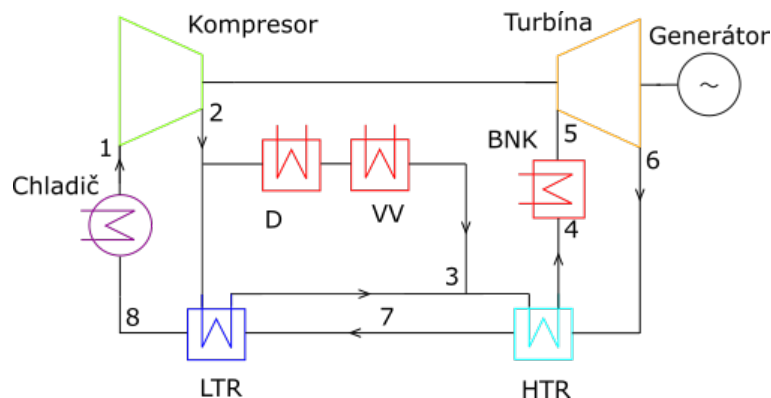 Kompresor
Turbína
Generátor
~
2
1
5
BNK
6
Chladič
D
VV
4
3
8
7
LTR
HTR